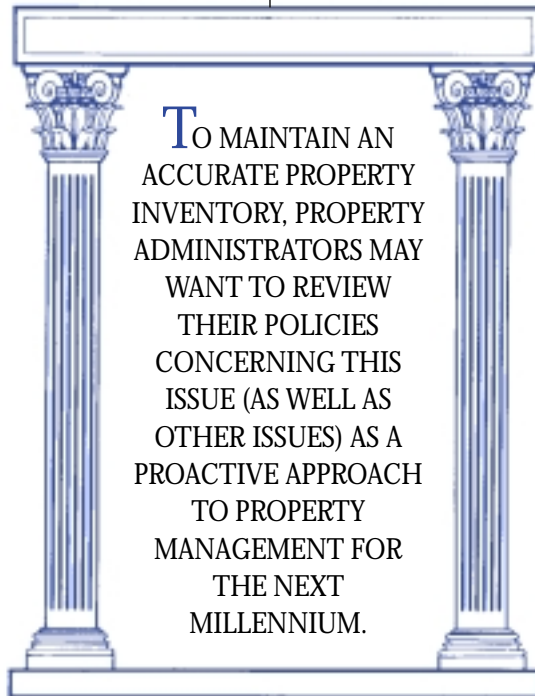 TO MAINTAIN AN
ACCURATE PROPERTY
INVENTORY, PROPERTY
ADMINISTRATORS MAY
WANT TO REVIEW
THEIR POLICIES
CONCERNING THIS
ISSUE (AS WELL AS
OTHER ISSUES) AS A
PROACTIVE APPROACH
TO PROPERTY
MANAGEMENT FOR
THE NEXT
MILLENNIUM.